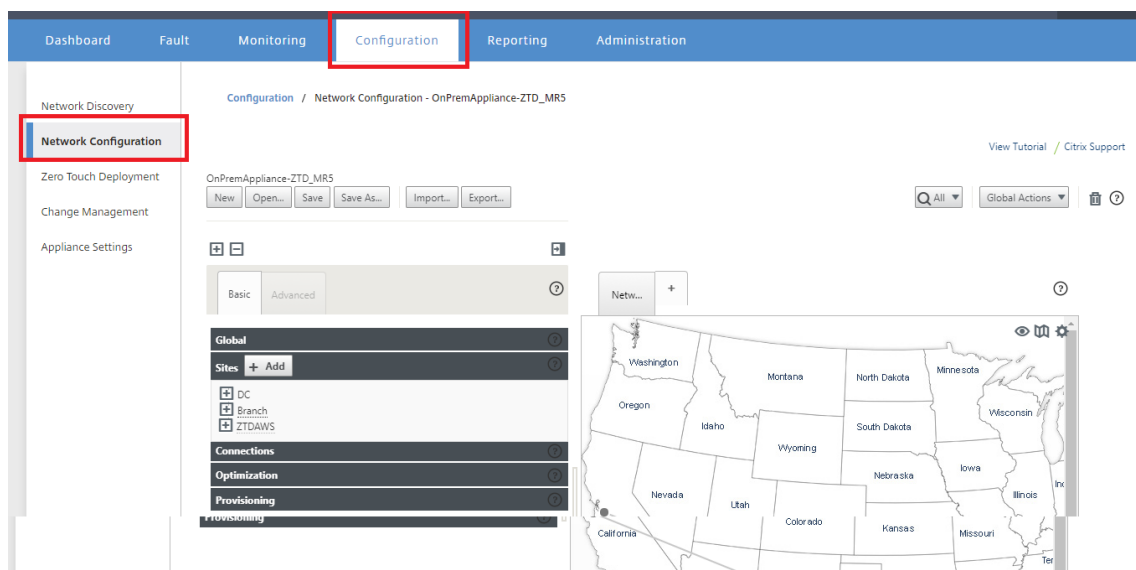 Dashboard Fault Monitoring Configuration Reporting Administration
Network Discovery
Network Configuration
Zero Touch Deployment
Change Management
Appliance Settings
Configuration / Network Configuration - OnPremAppliance-ZTD_MR5
View Tutorial / Citrix Support
OnPremAppliance-ZTD_MR5
New Open... Save Save As... Import... Export...
All Global Actions
Basic Advanced
Global
Sites + Add
DC
Branch
ZTDAWS
Connections
Optimization
Provisioning
Provisioning
Netw... +
Washington
Montana
North Dakota
Minnesota
Oregon
Idaho
South Dakota
Wisconsin
Wyoming
Nebraska
Iowa
Nevada
Utah
Illinois
Inc
Colorado
Kansas
Missouri
California
Ter